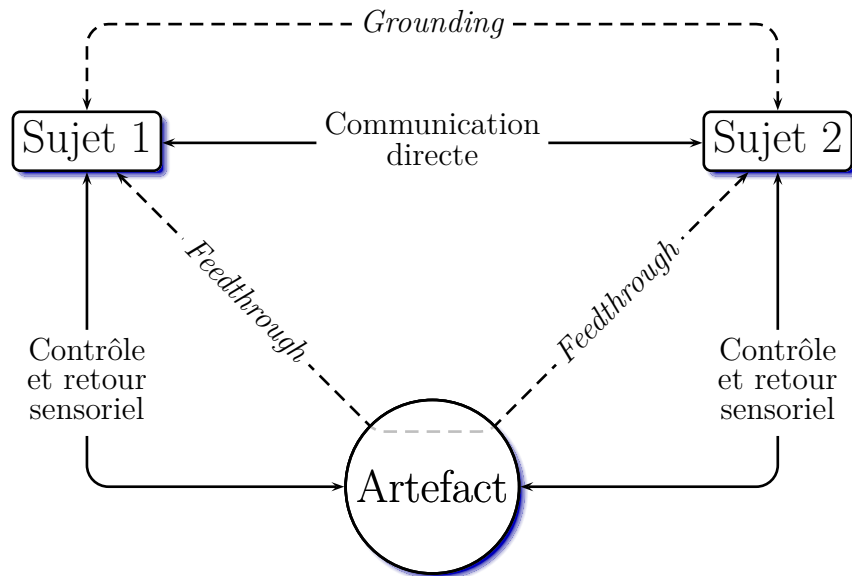 Grounding
Sujet 1
Communication
directe
Sujet 2
Feedthrough
Feedthrough
Contrôle
et retour
sensoriel
Contrôle
et retour
sensoriel
Artefact